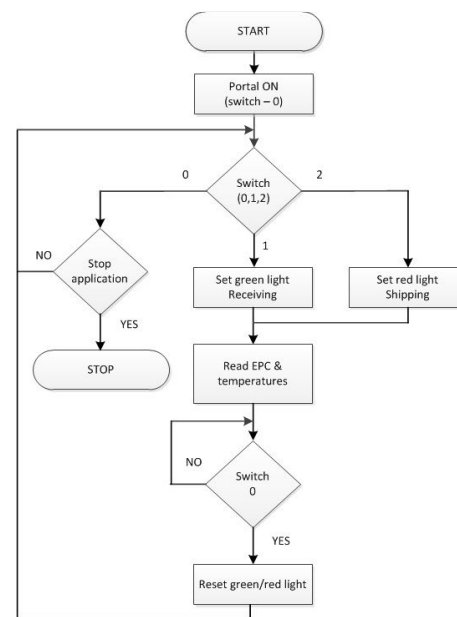 START
Portal ON
(switch – 0)
0
Switch
(0,1,2)
2
1
NO
Stop
application
Set green light
Receiving
Set red light
Shipping
YES
STOP
Read EPC &
temperatures
NO
Switch
0
YES
Reset green/red light